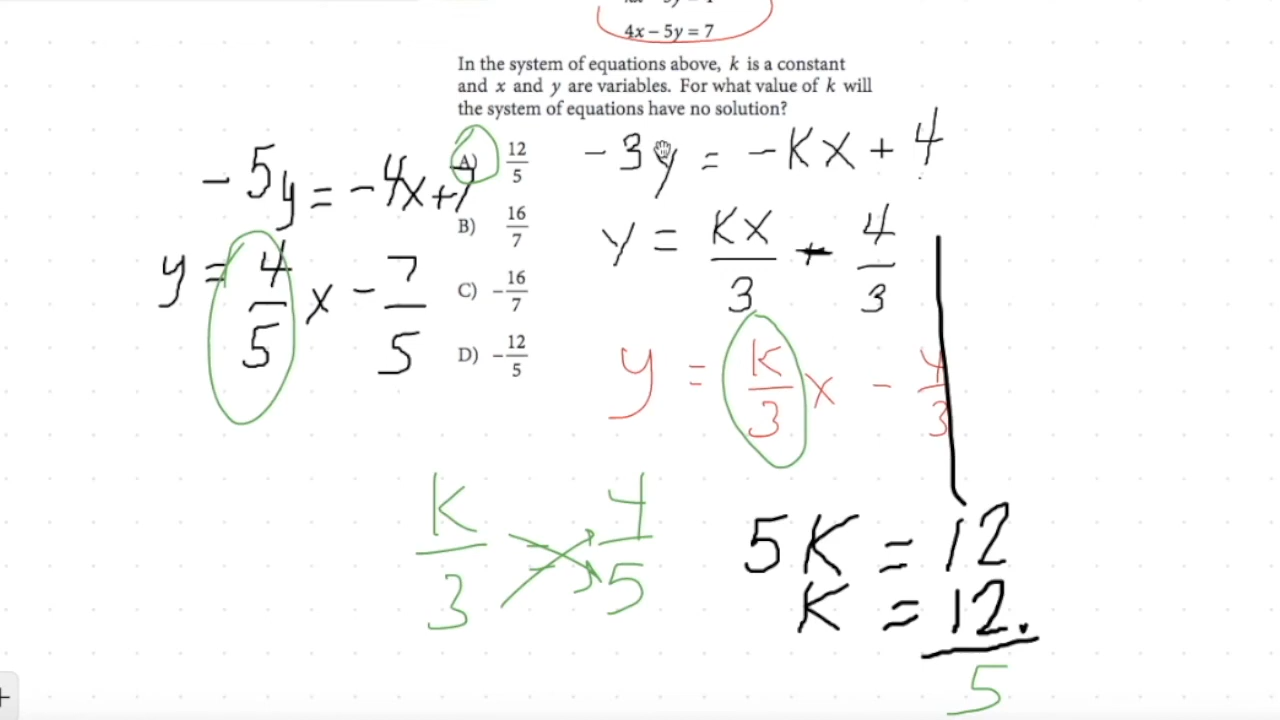 4x – 5y = 7
In the system of equations above, k is a constant
and x and y are variables. For what value of k will
the system of equations have no solution?
A) 12/5
B) 16/7
C) -16/7
D) -12/5
-5y = -4x+7
y = 4/5 x - 7/5
-3y = -Kx + 4
y = Kx/3 - 4/3
y = K/3 x - 4/3
K/3 = 4/5
5K = 12
K = 12/5